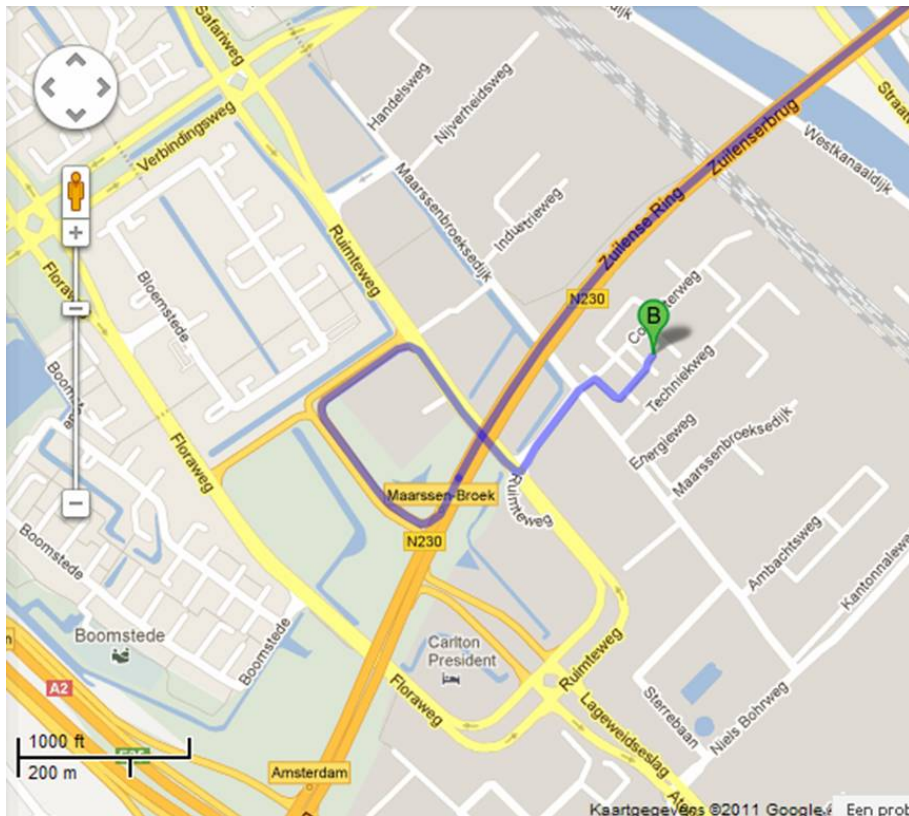 Safariweg
Verbindingsweg
Handelsweg
Nijverheidsweg
Zuilenserbrug
Westkanaaldijk
Straat
Maarssenbroeksedijk
Industrieweg
Floraweg
Ruimteweg
Bloemstede
Zuilense Ring
N230
B
Techniekweg
Energieweg
Maarssenbroeksedijk
Floraweg
Maarssen-Broek
Ruimteweg
N230
Boomstede
Ambachtsweg
Kantonnalewe
Boomstede
Boomstede
Carlton
President
Ruimteweg
A2
Floraweg
Lageweidseslag
Sterrebaan
Niels Bohrweg
1000 ft
200 m
Amsterdam
Kaartgegevens ©2011 Google
Een prob